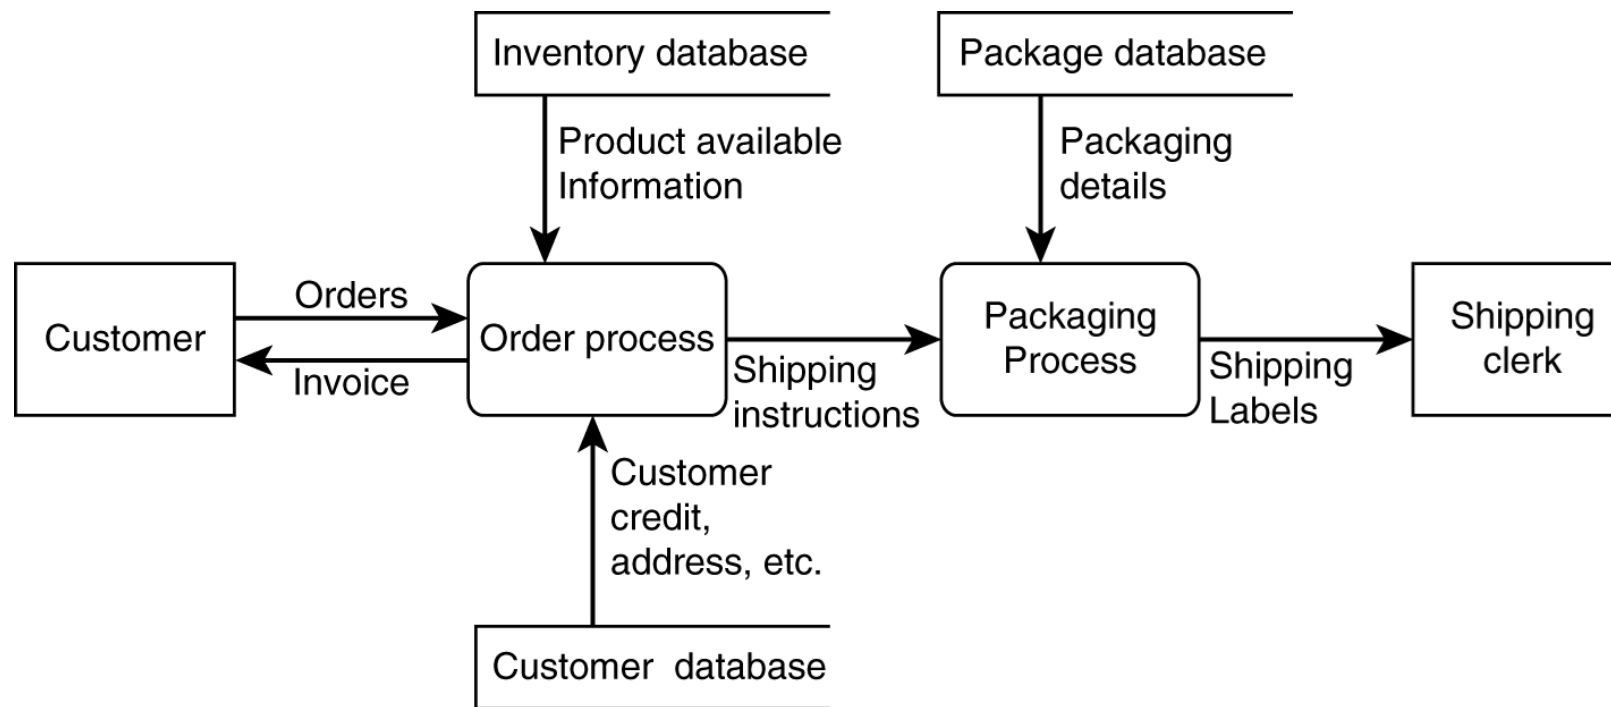 Inventory database
Package database
Product available
Information
Packaging
details
Customer
Orders
Invoice
Order process
Shipping
instructions
Packaging
Process
Shipping
Labels
Shipping
clerk
Customer
credit,
address, etc.
Customer database